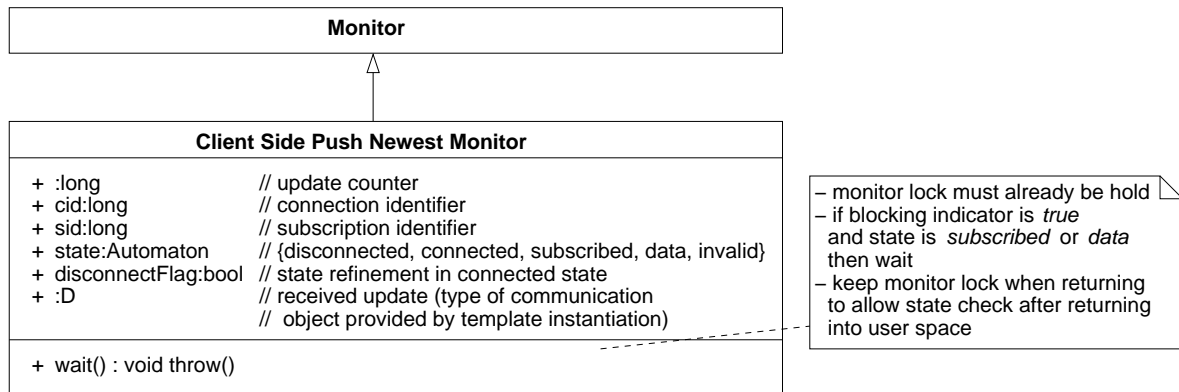 Monitor
Client Side Push Newest Monitor
+ :long // update counter
+ cid:long // connection identifier
+ sid:long // subscription identifier
+ state:Automaton // {disconnected, connected, subscribed, data, invalid}
+ disconnectFlag:bool // state refinement in connected state
+ :D // received update (type of communication
// object provided by template instantiation)
+ wait() : void throw()
– monitor lock must already be hold
– if blocking indicator is true
and state is subscribed or data
then wait
– keep monitor lock when returning
to allow state check after returning
into user space